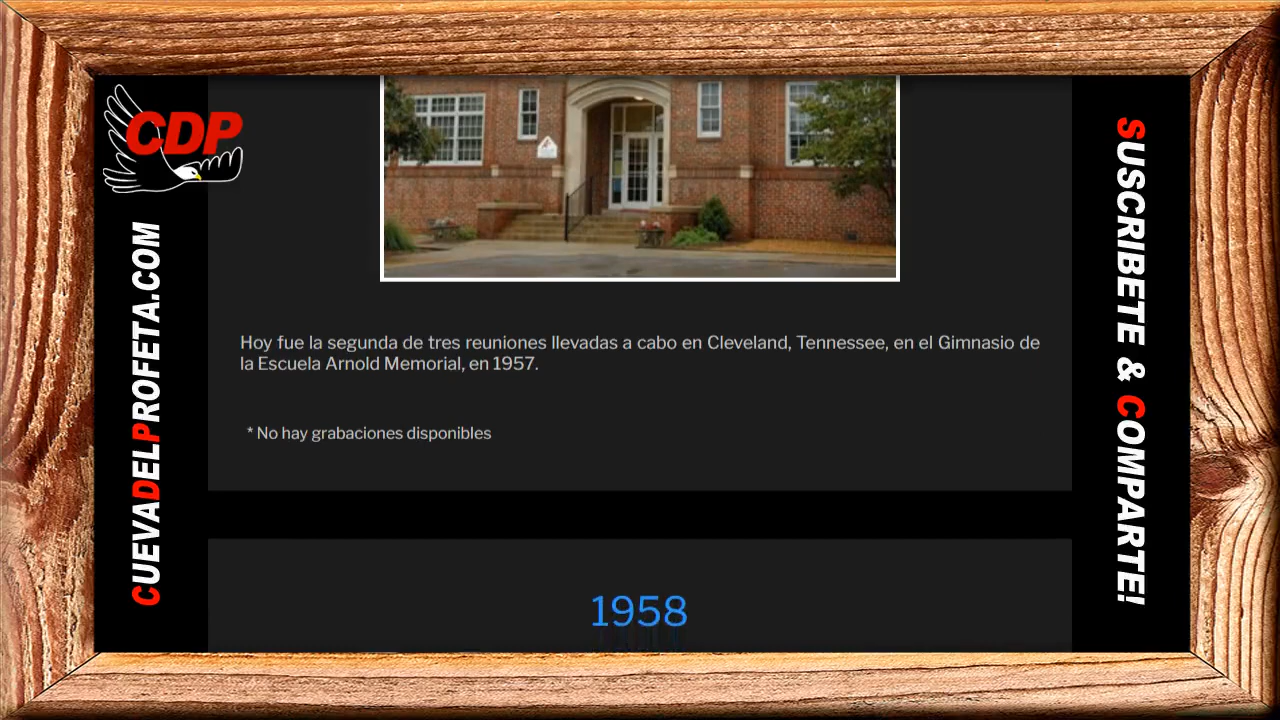 CDP
CUEVADELPROFETA.COM
Hoy fue la segunda de tres reuniones llevadas a cabo en Cleveland, Tennessee, en el Gimnasio de
la Escuela Arnold Memorial, en 1957.
* No hay grabaciones disponibles
1958
SUSCRIBETE & COMPARTE!